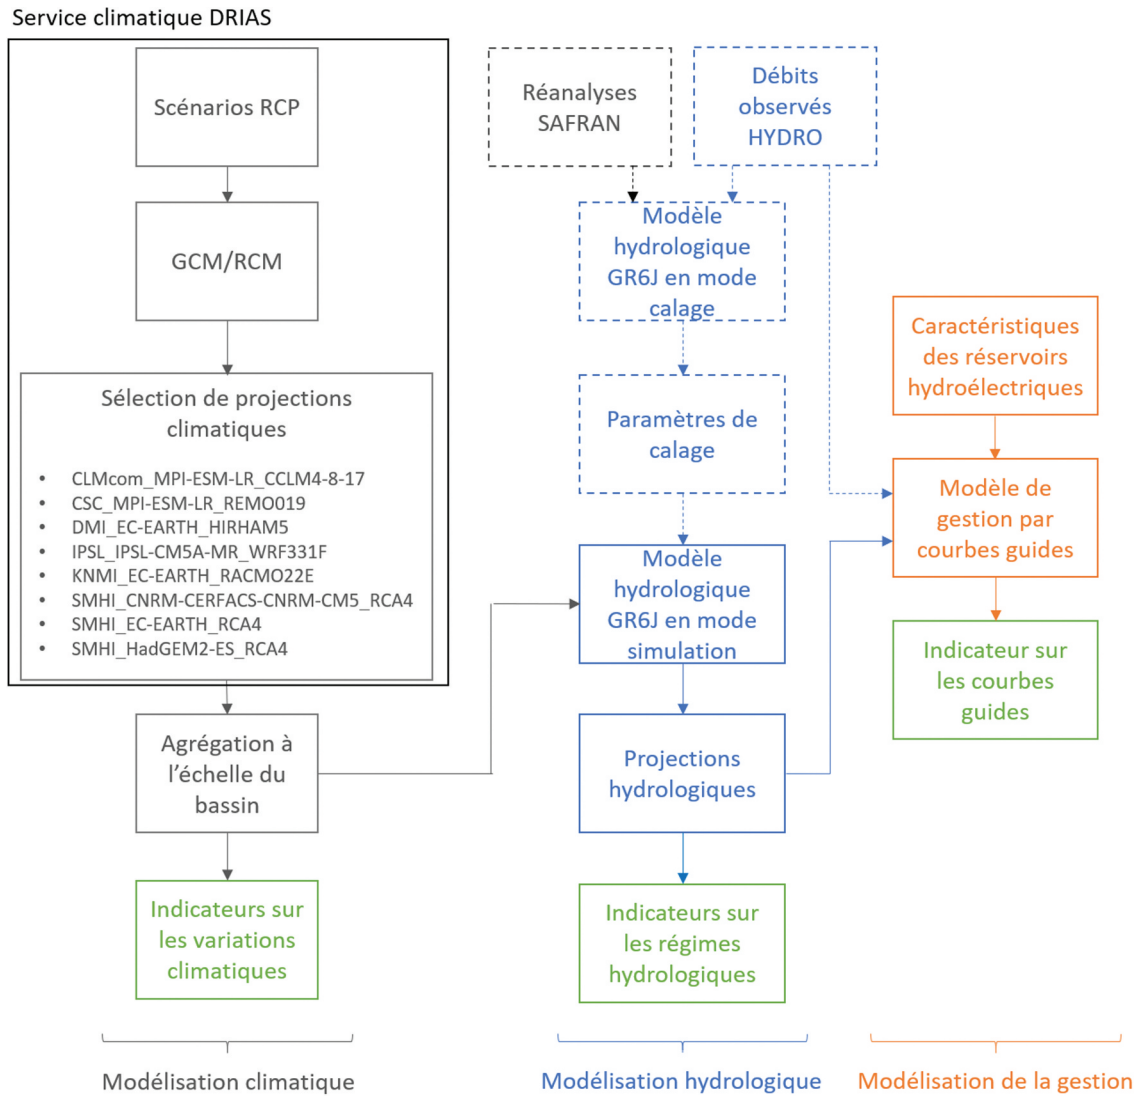 Service climatique DRIAS
Scénarios RCP
GCM/RCM
Sélection de projections
climatiques
• CLMcom_MPI-ESM-LR_CCLM4-8-17
• CSC_MPI-ESM-LR_REMO019
• DMI_EC-EARTH_HIRHAM5
• IPSL_IPSL-CM5A-MR_WRF331F
• KNMI_EC-EARTH_RACMO22E
• SMHI_CNRM-CERFACS-CNRM-CM5_RCA4
• SMHI_EC-EARTH_RCA4
• SMHI_HadGEM2-ES_RCA4
Agrégation à
l’échelle du
bassin
Indicateurs sur
les variations
climatiques
Modélisation climatique
Réanalyses
SAFRAN
Débits
observés
HYDRO
Modèle
hydrologique
GR6J en mode
calage
Paramètres de
calage
Modèle
hydrologique
GR6J en mode
simulation
Projections
hydrologiques
Indicateurs sur
les régimes
hydrologiques
Modélisation hydrologique
Caractéristiques
des réservoirs
hydroélectriques
Modèle de
gestion par
courbes guides
Indicateur sur
les courbes
guides
Modélisation de la gestion